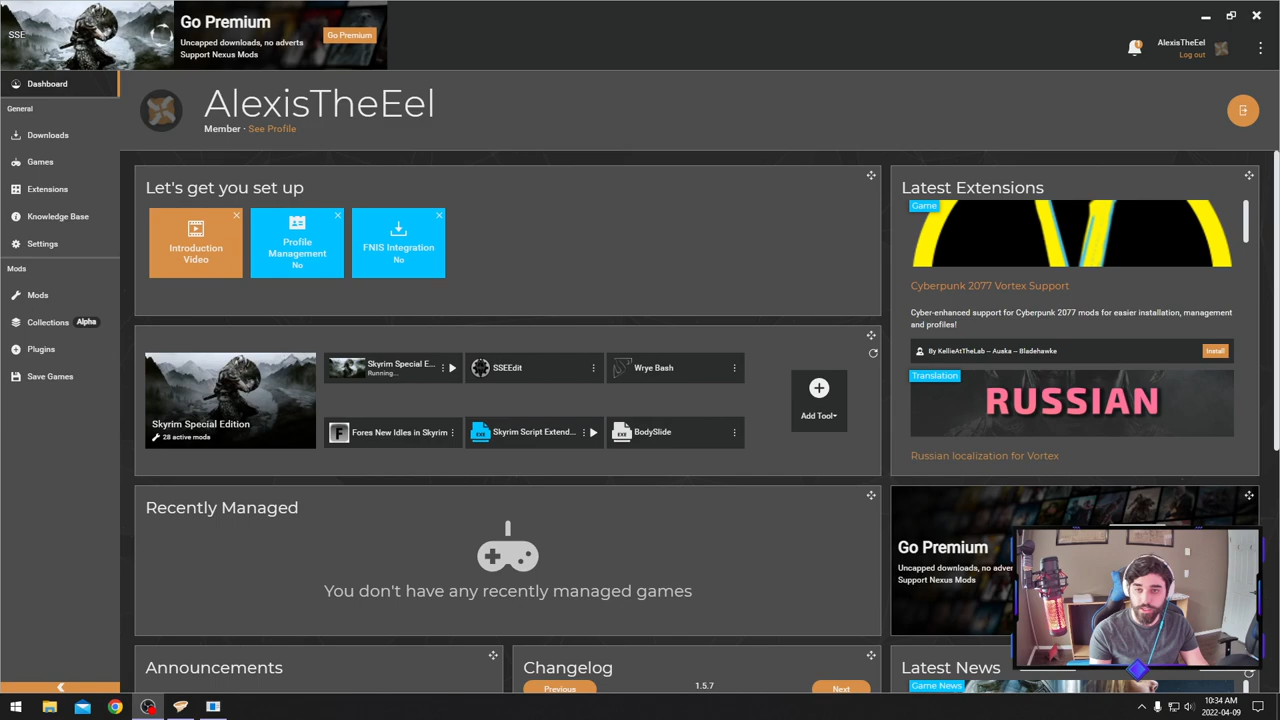 SSE
Go Premium
Uncapped downloads, no adverts
Support Nexus Mods
Go Premium
AlexisTheEel
Log out
Dashboard
General
Downloads
Games
Extensions
Knowledge Base
Settings
Mods
Mods
Collections Alpha
Plugins
Save Games
AlexisTheEel
Member · See Profile
Let's get you set up
Introduction
Video
Profile
Management
No
FNIS Integration
No
Skyrim Special Edition
28 active mods
Skyrim Special E...
Running...
SSEEdit
Wrye Bash
Fores New Idles in Skyrim
Skyrim Script Extend...
BodySlide
Add Tool
Recently Managed
You don't have any recently managed games
Announcements
Changelog
Previous
1.5.7
Next
Latest Extensions
Game
Cyberpunk 2077 Vortex Support
Cyber-enhanced support for Cyberpunk 2077 mods for easier installation, management
and profiles!
By KellieAtTheLab -- Auska -- Bladehawke
Install
Translation
RUSSIAN
Russian localization for Vortex
Go Premium
Uncapped downloads, no adver
Support Nexus Mods
Latest News
Game News
10:34 AM
2022-04-09